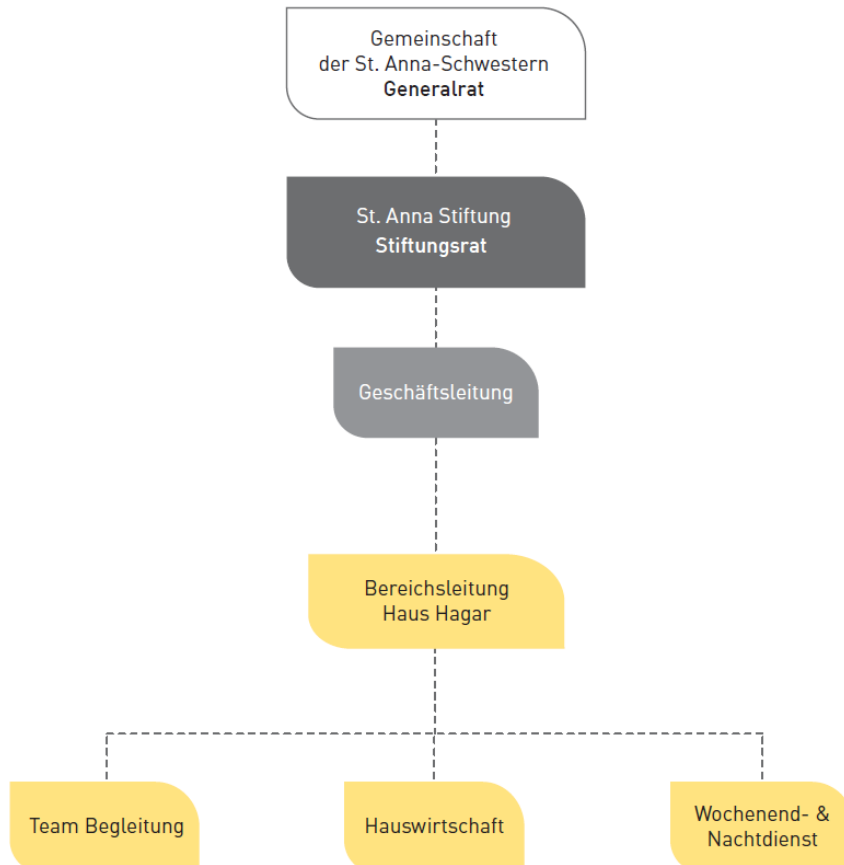 Gemeinschaft
der St. Anna-Schwestern
Generalrat
St. Anna Stiftung
Stiftungsrat
Geschäftsleitung
Bereichsleitung
Haus Hagar
Team Begleitung
Hauswirtschaft
Wochenend- &
Nachtdienst